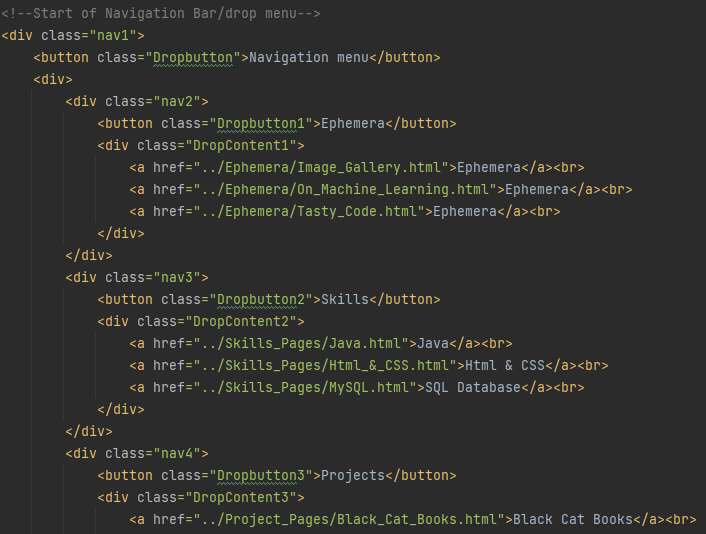 <!--Start of Navigation Bar/drop menu-->
<div class="nav1">
    <button class="Dropbutton">Navigation menu</button>
    <div>
        <div class="nav2">
            <button class="Dropbutton1">Ephemera</button>
            <div class="DropContent1">
                <a href="../Ephemera/Image_Gallery.html">Ephemera</a><br>
                <a href="../Ephemera/On_Machine_Learning.html">Ephemera</a><br>
                <a href="../Ephemera/Tasty_Code.html">Ephemera</a><br>
            </div>
        </div>
        <div class="nav3">
            <button class="Dropbutton2">Skills</button>
            <div class="DropContent2">
                <a href="../Skills_Pages/Java.html">Java</a><br>
                <a href="../Skills_Pages/Html_&_CSS.html">Html & CSS</a><br>
                <a href="../Skills_Pages/MySQL.html">SQL Database</a><br>
            </div>
        </div>
        <div class="nav4">
            <button class="Dropbutton3">Projects</button>
            <div class="DropContent3">
                <a href="../Project_Pages/Black_Cat_Books.html">Black Cat Books</a><br>